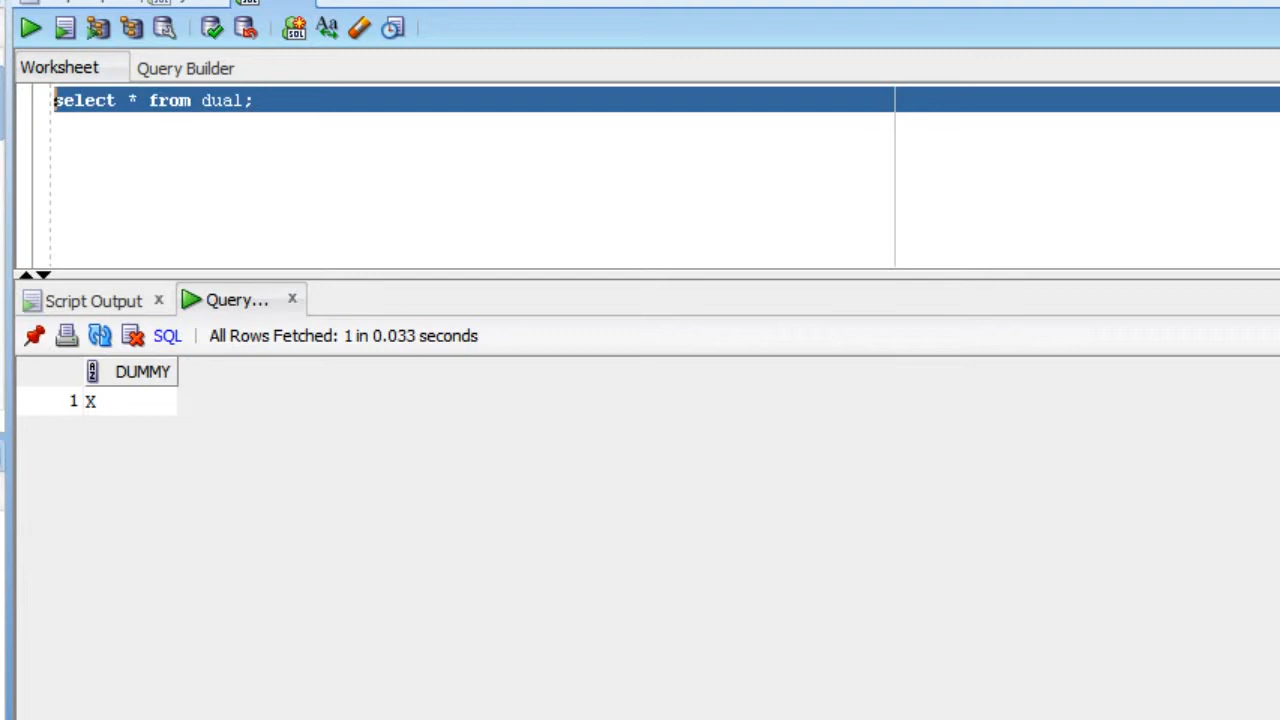 Worksheet Query Builder
select * from dual;
Script Output x Query... x
SQL All Rows Fetched: 1 in 0.033 seconds
DUMMY
1 X